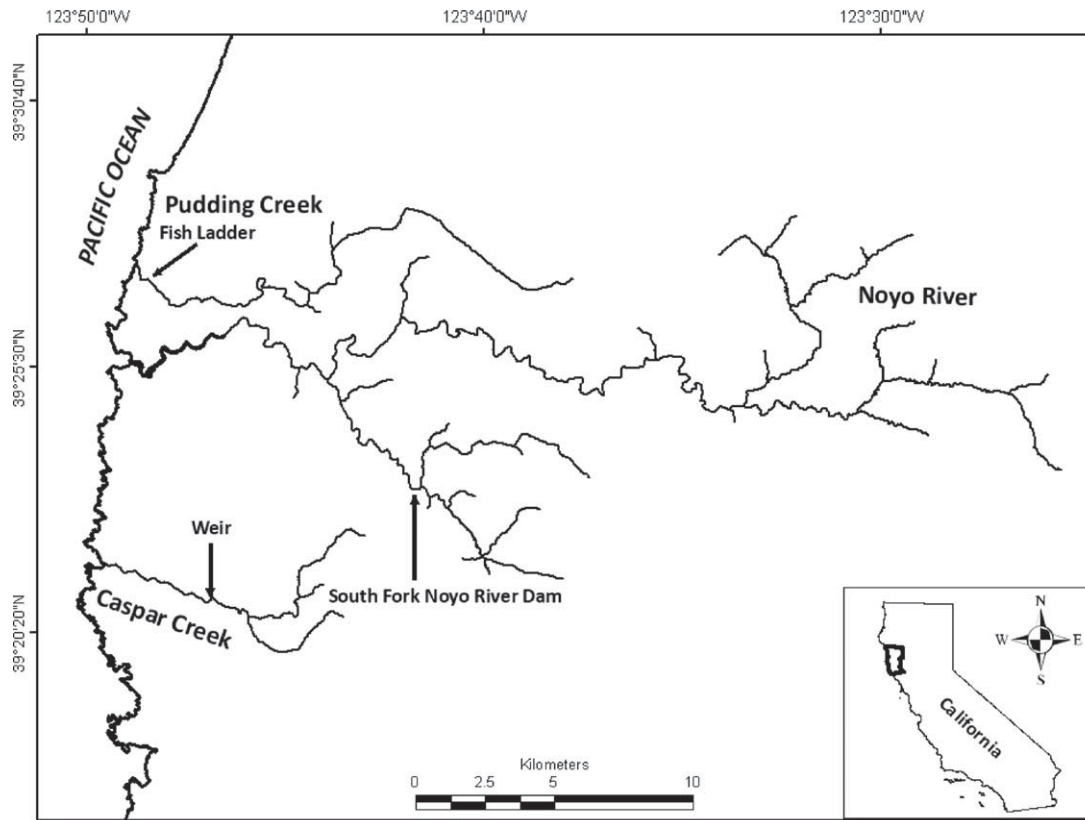 123°50'0"W
123°40'0"W
123°30'0"W
39°30'40"N
39°25'30"N
39°20'20"N
PACIFIC OCEAN
Pudding Creek
Fish Ladder
Noyo River
Weir
South Fork Noyo River Dam
Caspar Creek
Kilometers
0 2.5 5 10
N
W E
S
California